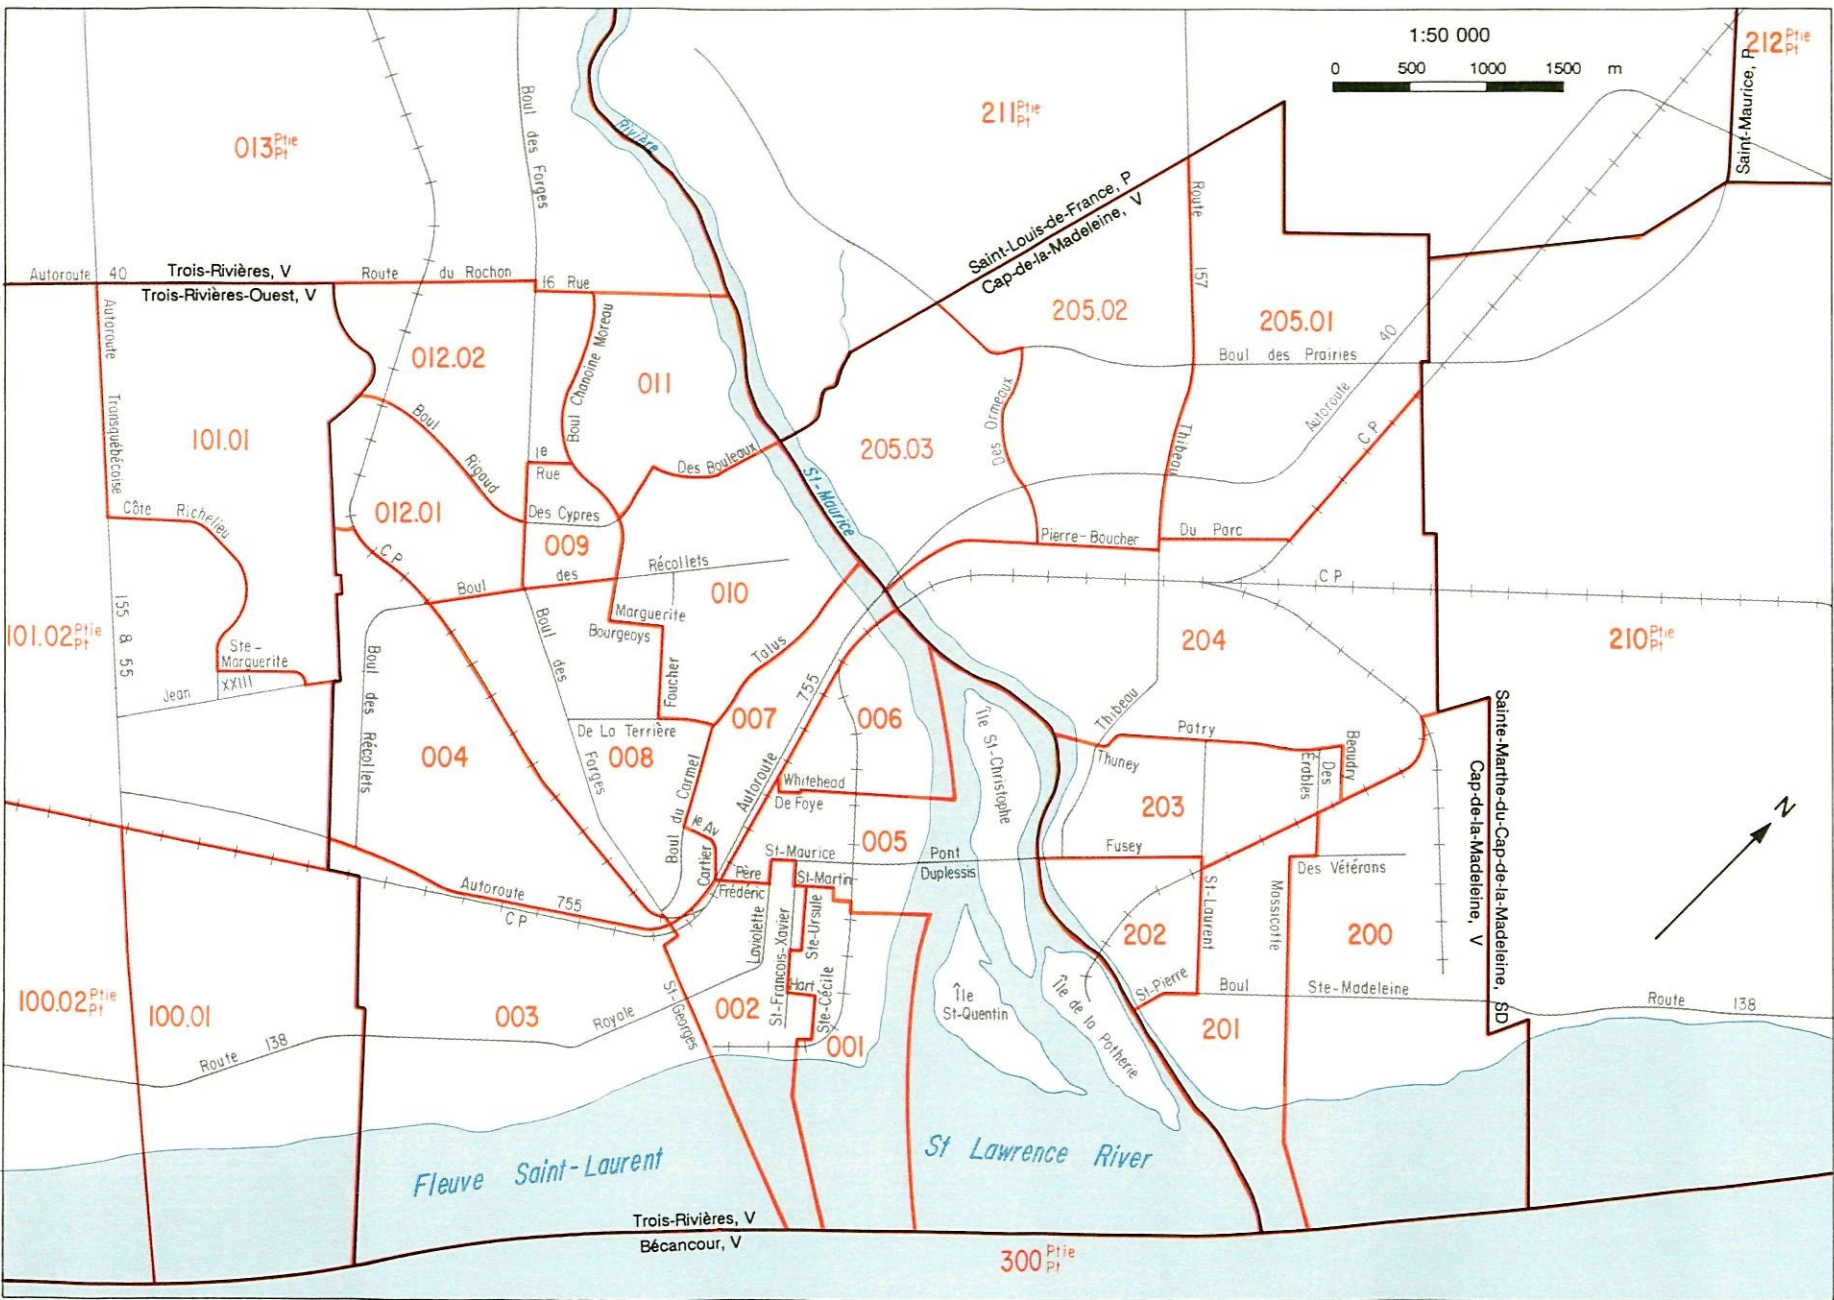 1:50 000
0 500 1000 1500 m
212 Ptie Pt
Saint-Maurice, P
211 Ptie Pt
013 Ptie Pt
Boul des Forges
Rivière
Saint-Louis-de-France, P
Cap-de-la-Madeleine, V
Route 157
Autoroute 40
Trois-Rivières, V
Trois-Rivières-Ouest, V
Route du Rochon
16 Rue
205.02
205.01
Boul des Prairies
Autoroute 40
Autoroute Transquébécoise
155 & 55
012.02
Boul Chanoine Moreau
011
101.01
Boul Rigaud
1e Rue
Des Bouleaux
205.03
Des Ormeaux
Thibeau
C P
Côte Richelieu
012.01
Des Cypres
St-Maurice
Pierre-Boucher
Du Parc
C P
009
Boul des Récollets
010
C P
101.02 Ptie Pt
Ste-Marguerite
Jean XXIII
Boul des Récollets
Boul des Forges
Marguerite Bourgeoys
Foucher
Talus
204
210 Ptie Pt
755
007
006
Île St-Christophe
Thibeau
Patry
Thuney
Beaudry
Des Érables
Sainte-Marthe-du-Cap-de-la-Madeleine, SD
Cap-de-la-Madeleine, V
N
004
De La Terrière
008
Boul du Carmel
Autoroute
Whitehead
De Foye
203
1e Av
Cartier
005
St-Maurice
Pont Duplessis
Fusey
Des Vétérans
Père Frédéric
St-Martin
Autoroute 755
C P
Laviolette
St-François-Xavier
Ste-Ursule
202
St-Laurent
Massicotte
200
100.02 Ptie Pt
100.01
003
Royale
St-Georges
002
Hart
Ste-Cécile
001
Île St-Quentin
Île de la Potherie
St-Pierre
Boul Ste-Madeleine
201
Route 138
Route 138
Fleuve Saint-Laurent
St Lawrence River
Trois-Rivières, V
Bécancour, V
300 Ptie Pt